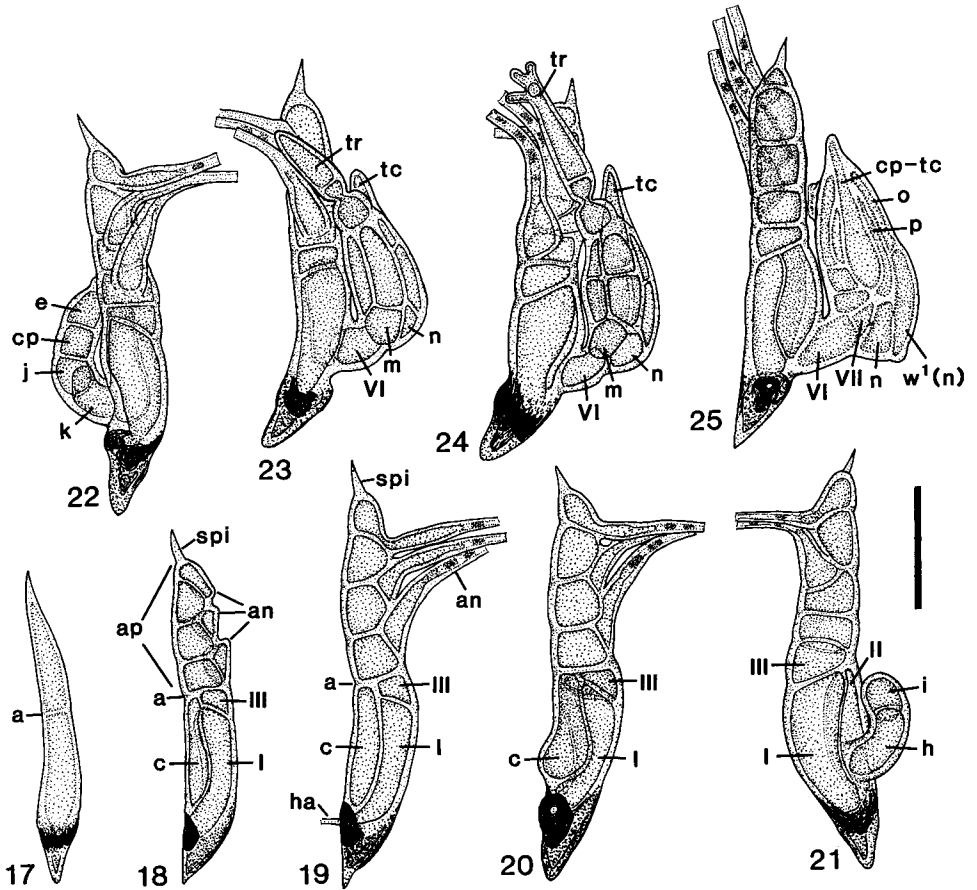 tr
tr
cp-tc
o
p
tc
tc
e
cp
j
k
n
m
VI
m
n
VI
VI
VII
n
w¹(n)
22
23
24
25
spi
spi
an
an
ap
a
a
a
III
III
III
III
II
i
h
c
c
c
I
I
I
I
ha
17
18
19
20
21